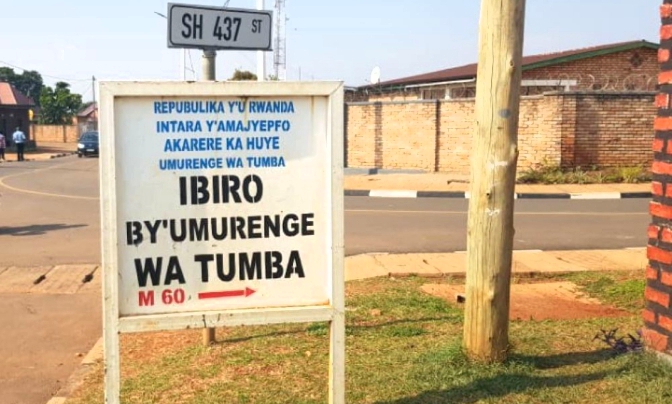 SH 437 ST
REPUBULIKA Y'U RWANDA
INTARA Y'AMAJYEPFO
AKARERE KA HUYE
UMURENGE WA TUMBA
IBIRO
BY'UMURENGE
WA TUMBA
M 60